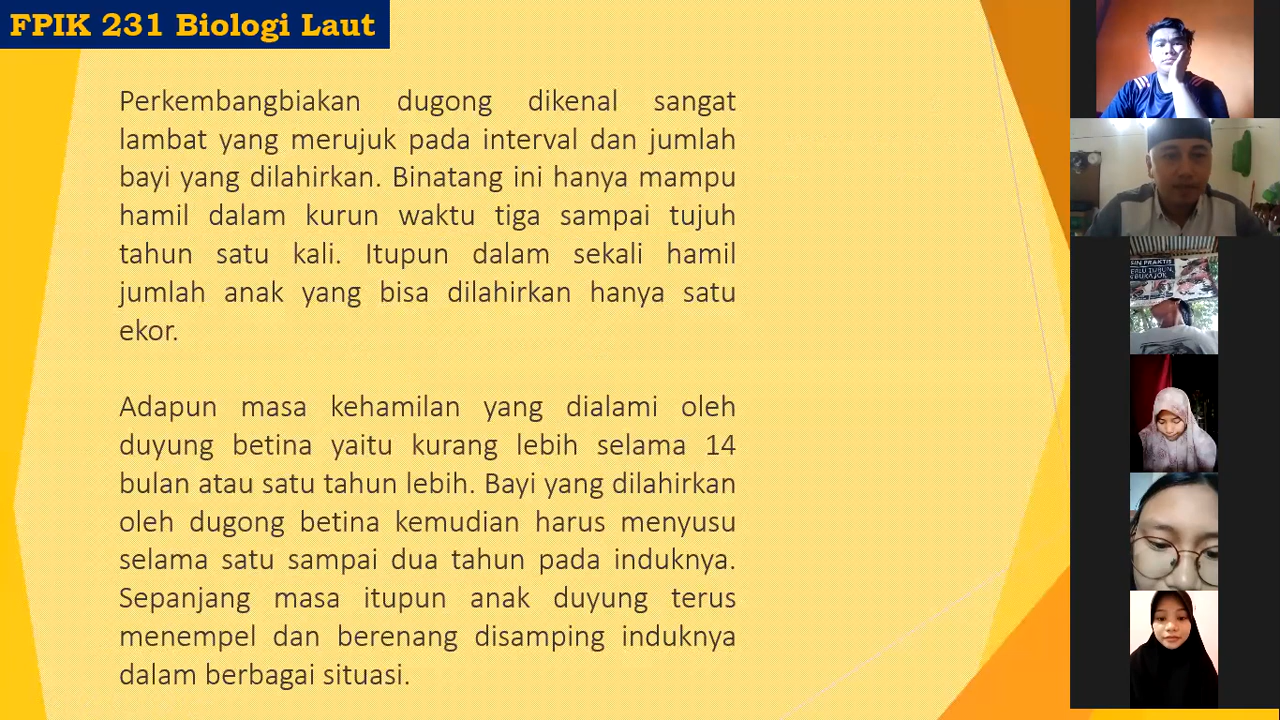 FPIK 231 Biologi Laut
Perkembangbiakan dugong dikenal sangat
lambat yang merujuk pada interval dan jumlah
bayi yang dilahirkan. Binatang ini hanya mampu
hamil dalam kurun waktu tiga sampai tujuh
tahun satu kali. Itupun dalam sekali hamil
jumlah anak yang bisa dilahirkan hanya satu
ekor.
Adapun masa kehamilan yang dialami oleh
duyung betina yaitu kurang lebih selama 14
bulan atau satu tahun lebih. Bayi yang dilahirkan
oleh dugong betina kemudian harus menyusu
selama satu sampai dua tahun pada induknya.
Sepanjang masa itupun anak duyung terus
menempel dan berenang disamping induknya
dalam berbagai situasi.